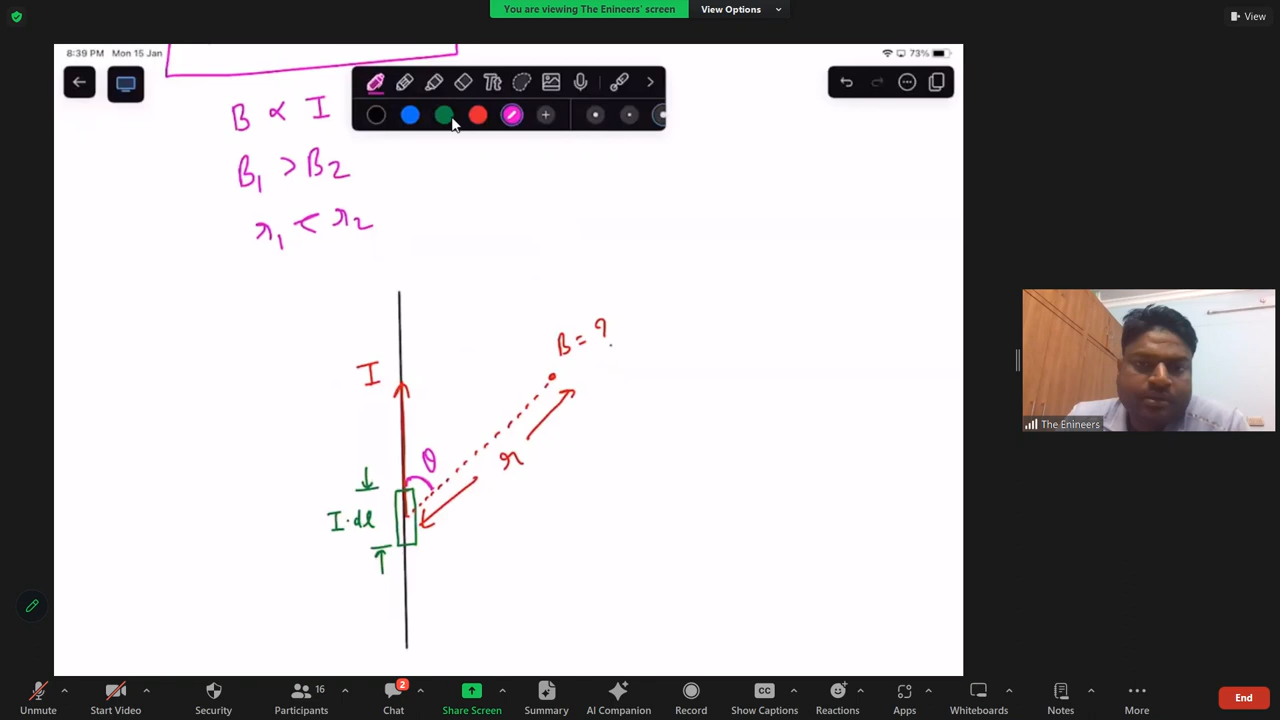 You are viewing The Enineers' screen
View Options
View
8:39 PM Mon 15 Jan
73%
Tt
B ∝ I
B₁ > B₂
r₁ < r₂
B = ?
I
θ
r
I·dl
The Enineers
Unmute
Start Video
Security
16
Participants
2
Chat
Share Screen
Summary
AI Companion
Record
CC
Show Captions
Reactions
Apps
Whiteboards
Notes
More
End